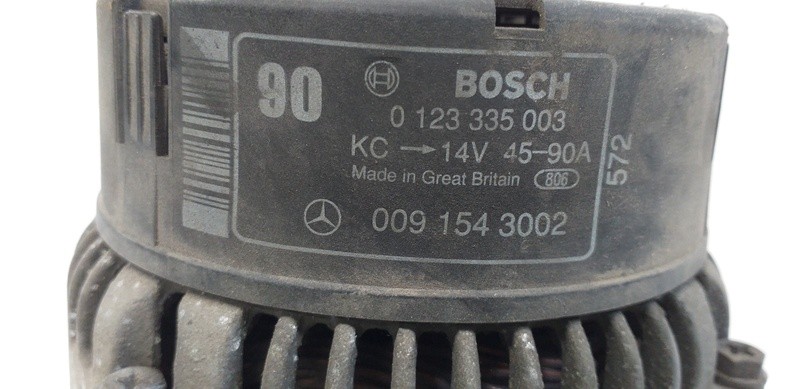 90
BOSCH
0 123 335 003
KC → 14V 45-90A
Made in Great Britain 806
009 154 3002
572